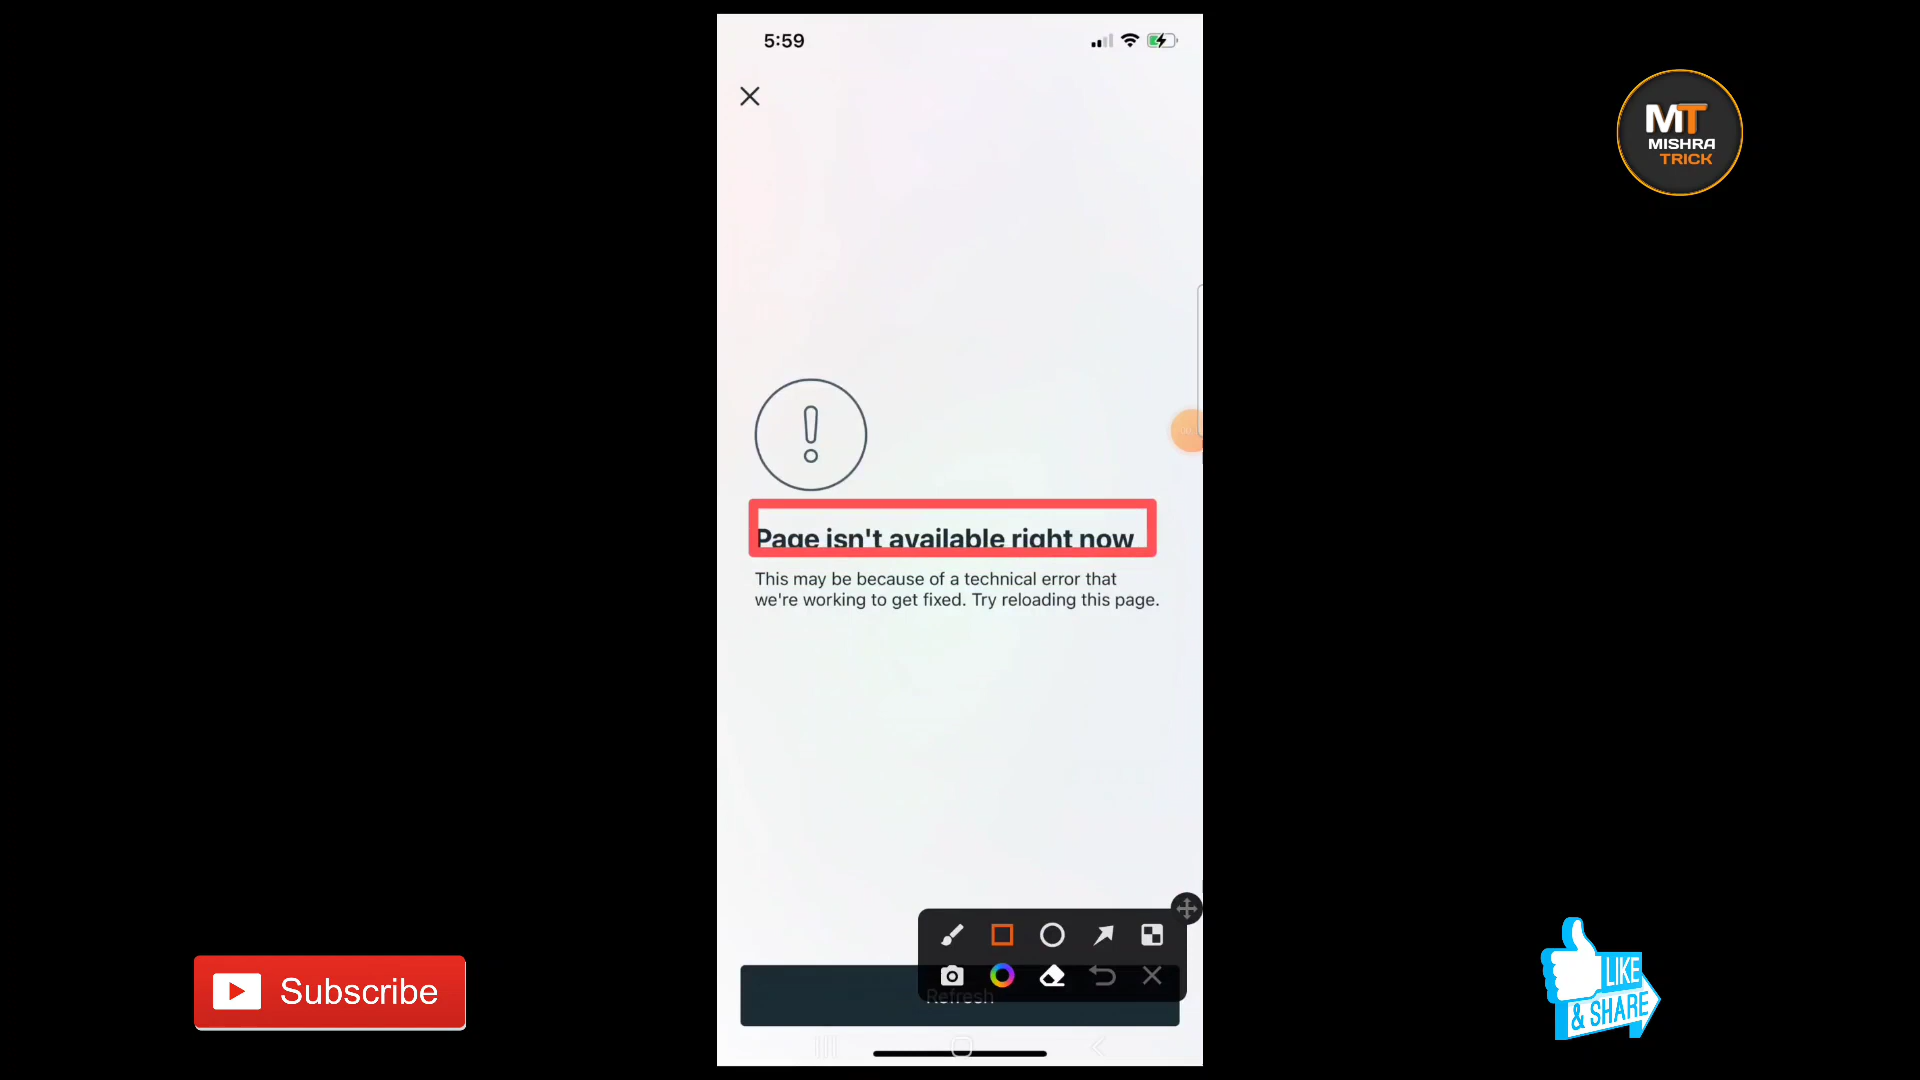 5:59
MT
MISHRA
TRICK
Page isn't available right now
This may be because of a technical error that
we're working to get fixed. Try reloading this page.
Refresh
Subscribe
LIKE
& SHARE